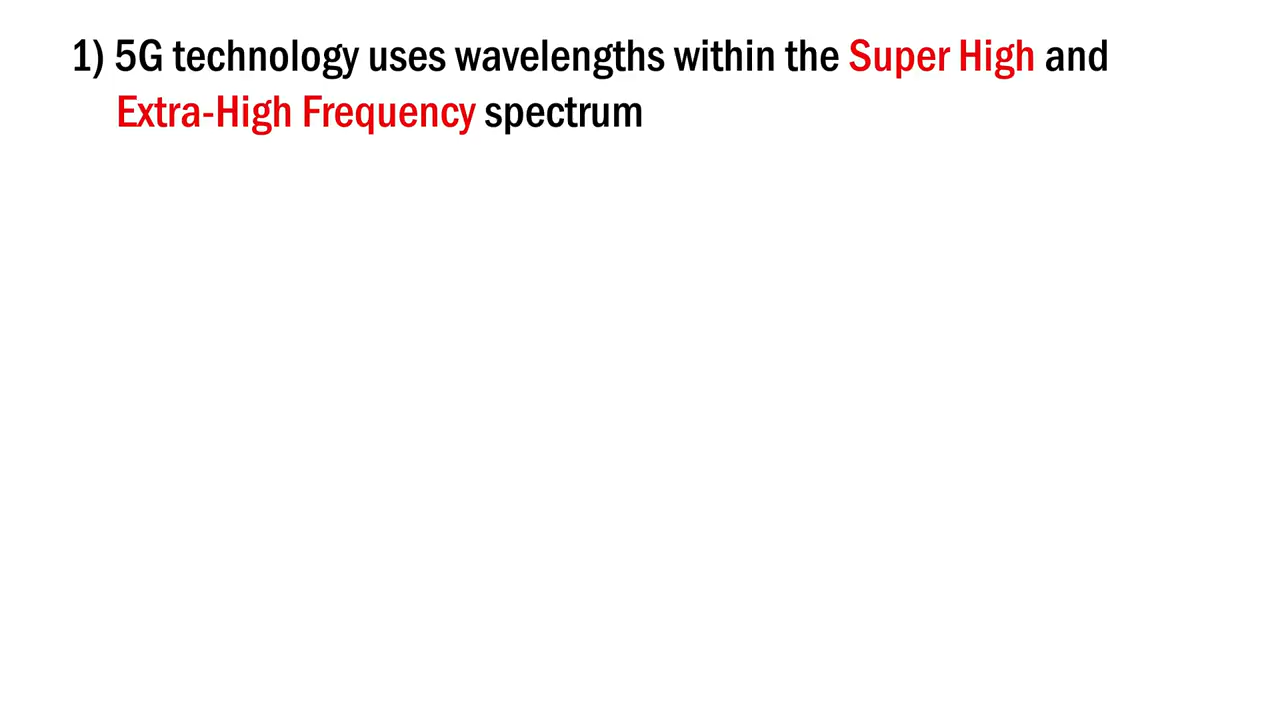 1) 5G technology uses wavelengths within the Super High and
Extra-High Frequency spectrum